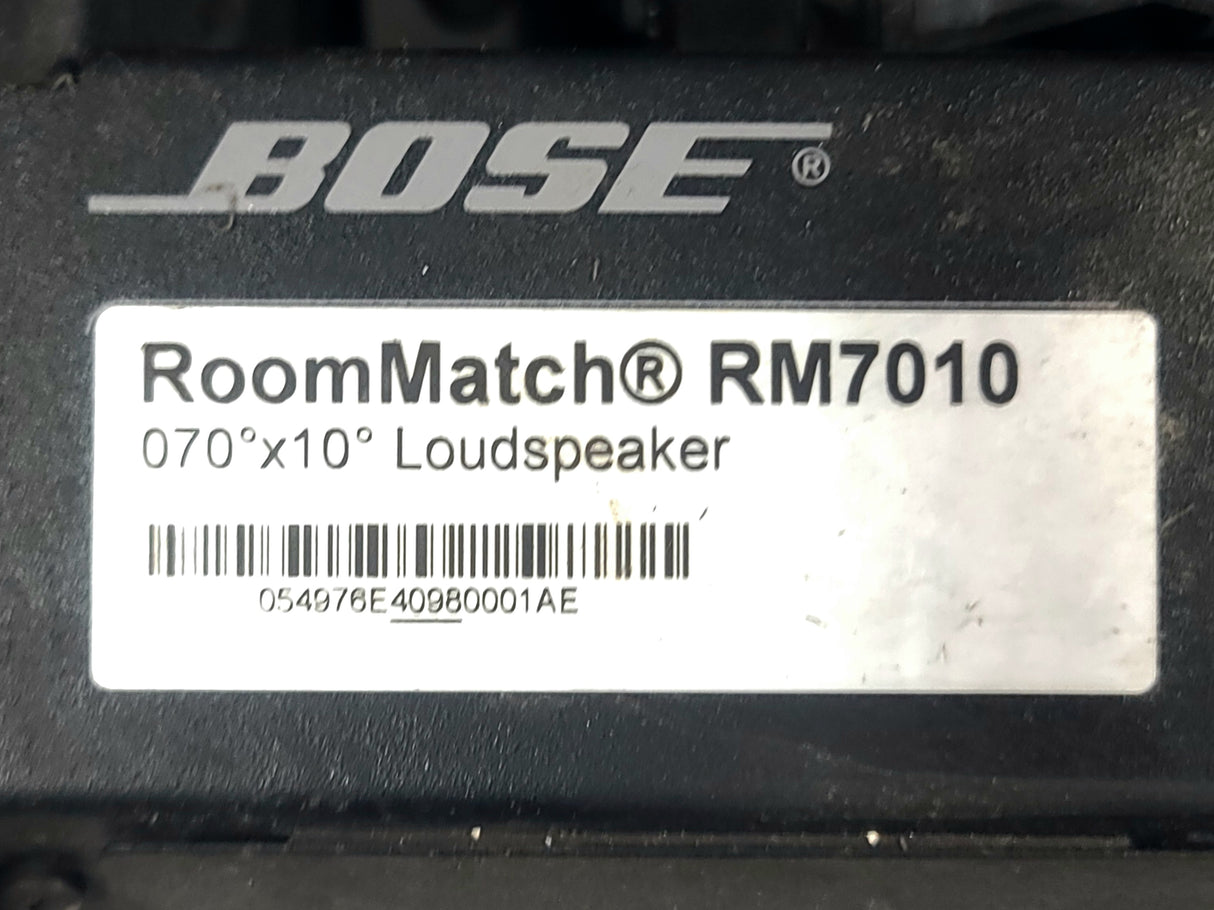 BOSE®
RoomMatch® RM7010
070°x10° Loudspeaker
054976E40980001AE